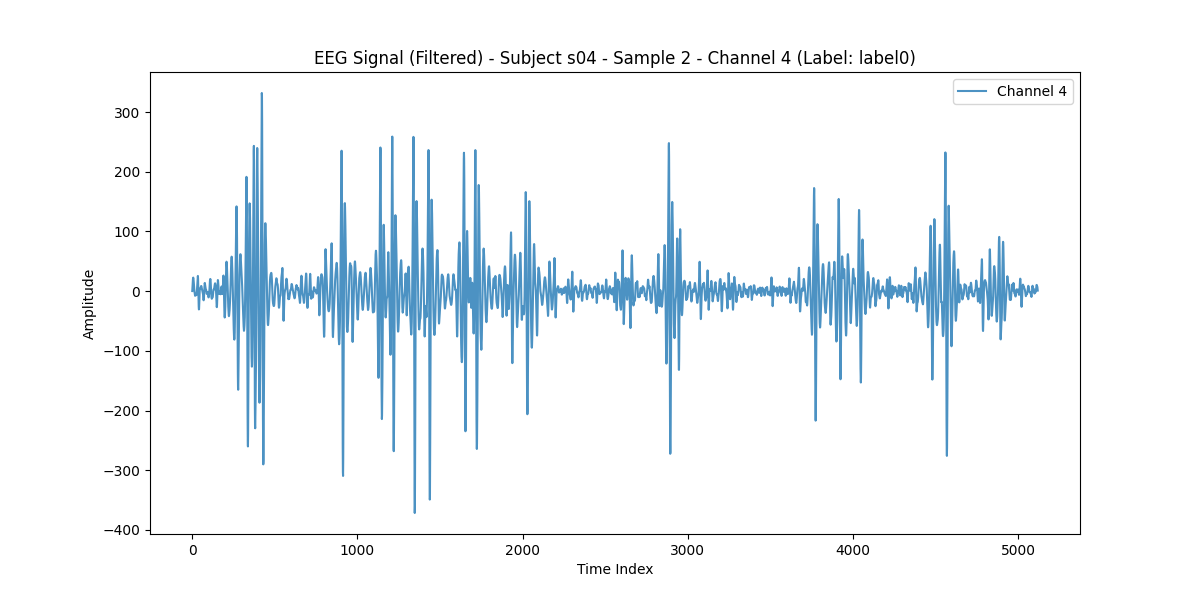 EEG Signal (Filtered) - Subject s04 - Sample 2 - Channel 4 (Label: label0)
Channel 4
300
200
100
0
−100
−200
−300
−400
Amplitude
0 1000 2000 3000 4000 5000
Time Index